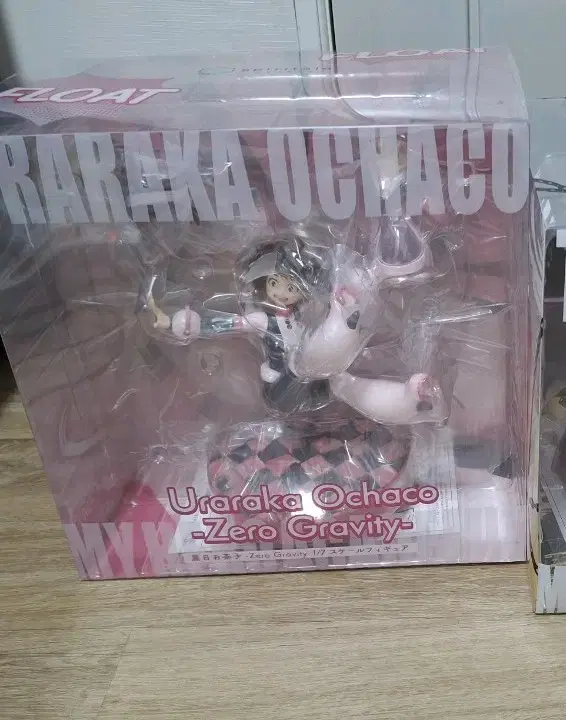 FLOAT
FLOAT
RARAKA OCHACO
Uraraka Ochaco
-Zero Gravity-
麗日お茶子 -Zero Gravity- 1/7 スケールフィギュア